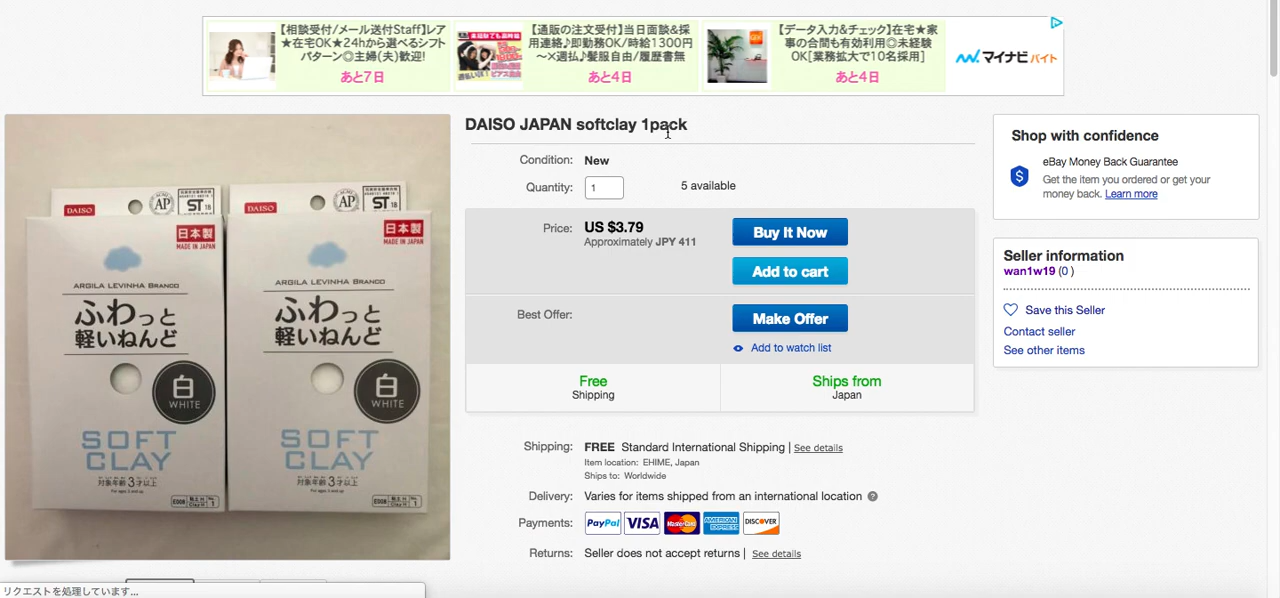 【相談受付/メール送付Staff】レア
★在宅OK★24hから選べるシフト
パターン◎主婦(夫)歓迎!
あと7日
【通販の注文受付】当日面談&採
用連絡♪即勤務OK/時給1300円
〜×週払♪髪服自由/履歴書無
あと4日
【データ入力&チェック】在宅★家
事の合間も有効利用◎未経験
OK[業務拡大で10名採用]
あと4日
マイナビバイト
DAISO JAPAN softclay 1pack
Condition: New
Quantity: 1 5 available
Price: US $3.79
Approximately JPY 411
Buy It Now
Add to cart
Best Offer:
Make Offer
Add to watch list
Free
Shipping
Ships from
Japan
Shipping: FREE Standard International Shipping | See details
Item location: EHIME, Japan
Ships to: Worldwide
Delivery: Varies for items shipped from an international location
Payments: PayPal VISA MasterCard AMERICAN EXPRESS DISCOVER
Returns: Seller does not accept returns | See details
Shop with confidence
eBay Money Back Guarantee
Get the item you ordered or get your
money back. Learn more
Seller information
wan1w19 (0 )
Save this Seller
Contact seller
See other items
DAISO
AP
ST
日本製
MADE IN JAPAN
ARGILA LEVINHA BRANCO
ふわっと
軽いねんど
白
WHITE
SOFT
CLAY
対象年齢3才以上
For ages 3 and up
DAISO
AP
ST
日本製
MADE IN JAPAN
ARGILA LEVINHA BRANCO
ふわっと
軽いねんど
白
WHITE
SOFT
CLAY
対象年齢3才以上
For ages 3 and up
リクエストを処理しています...